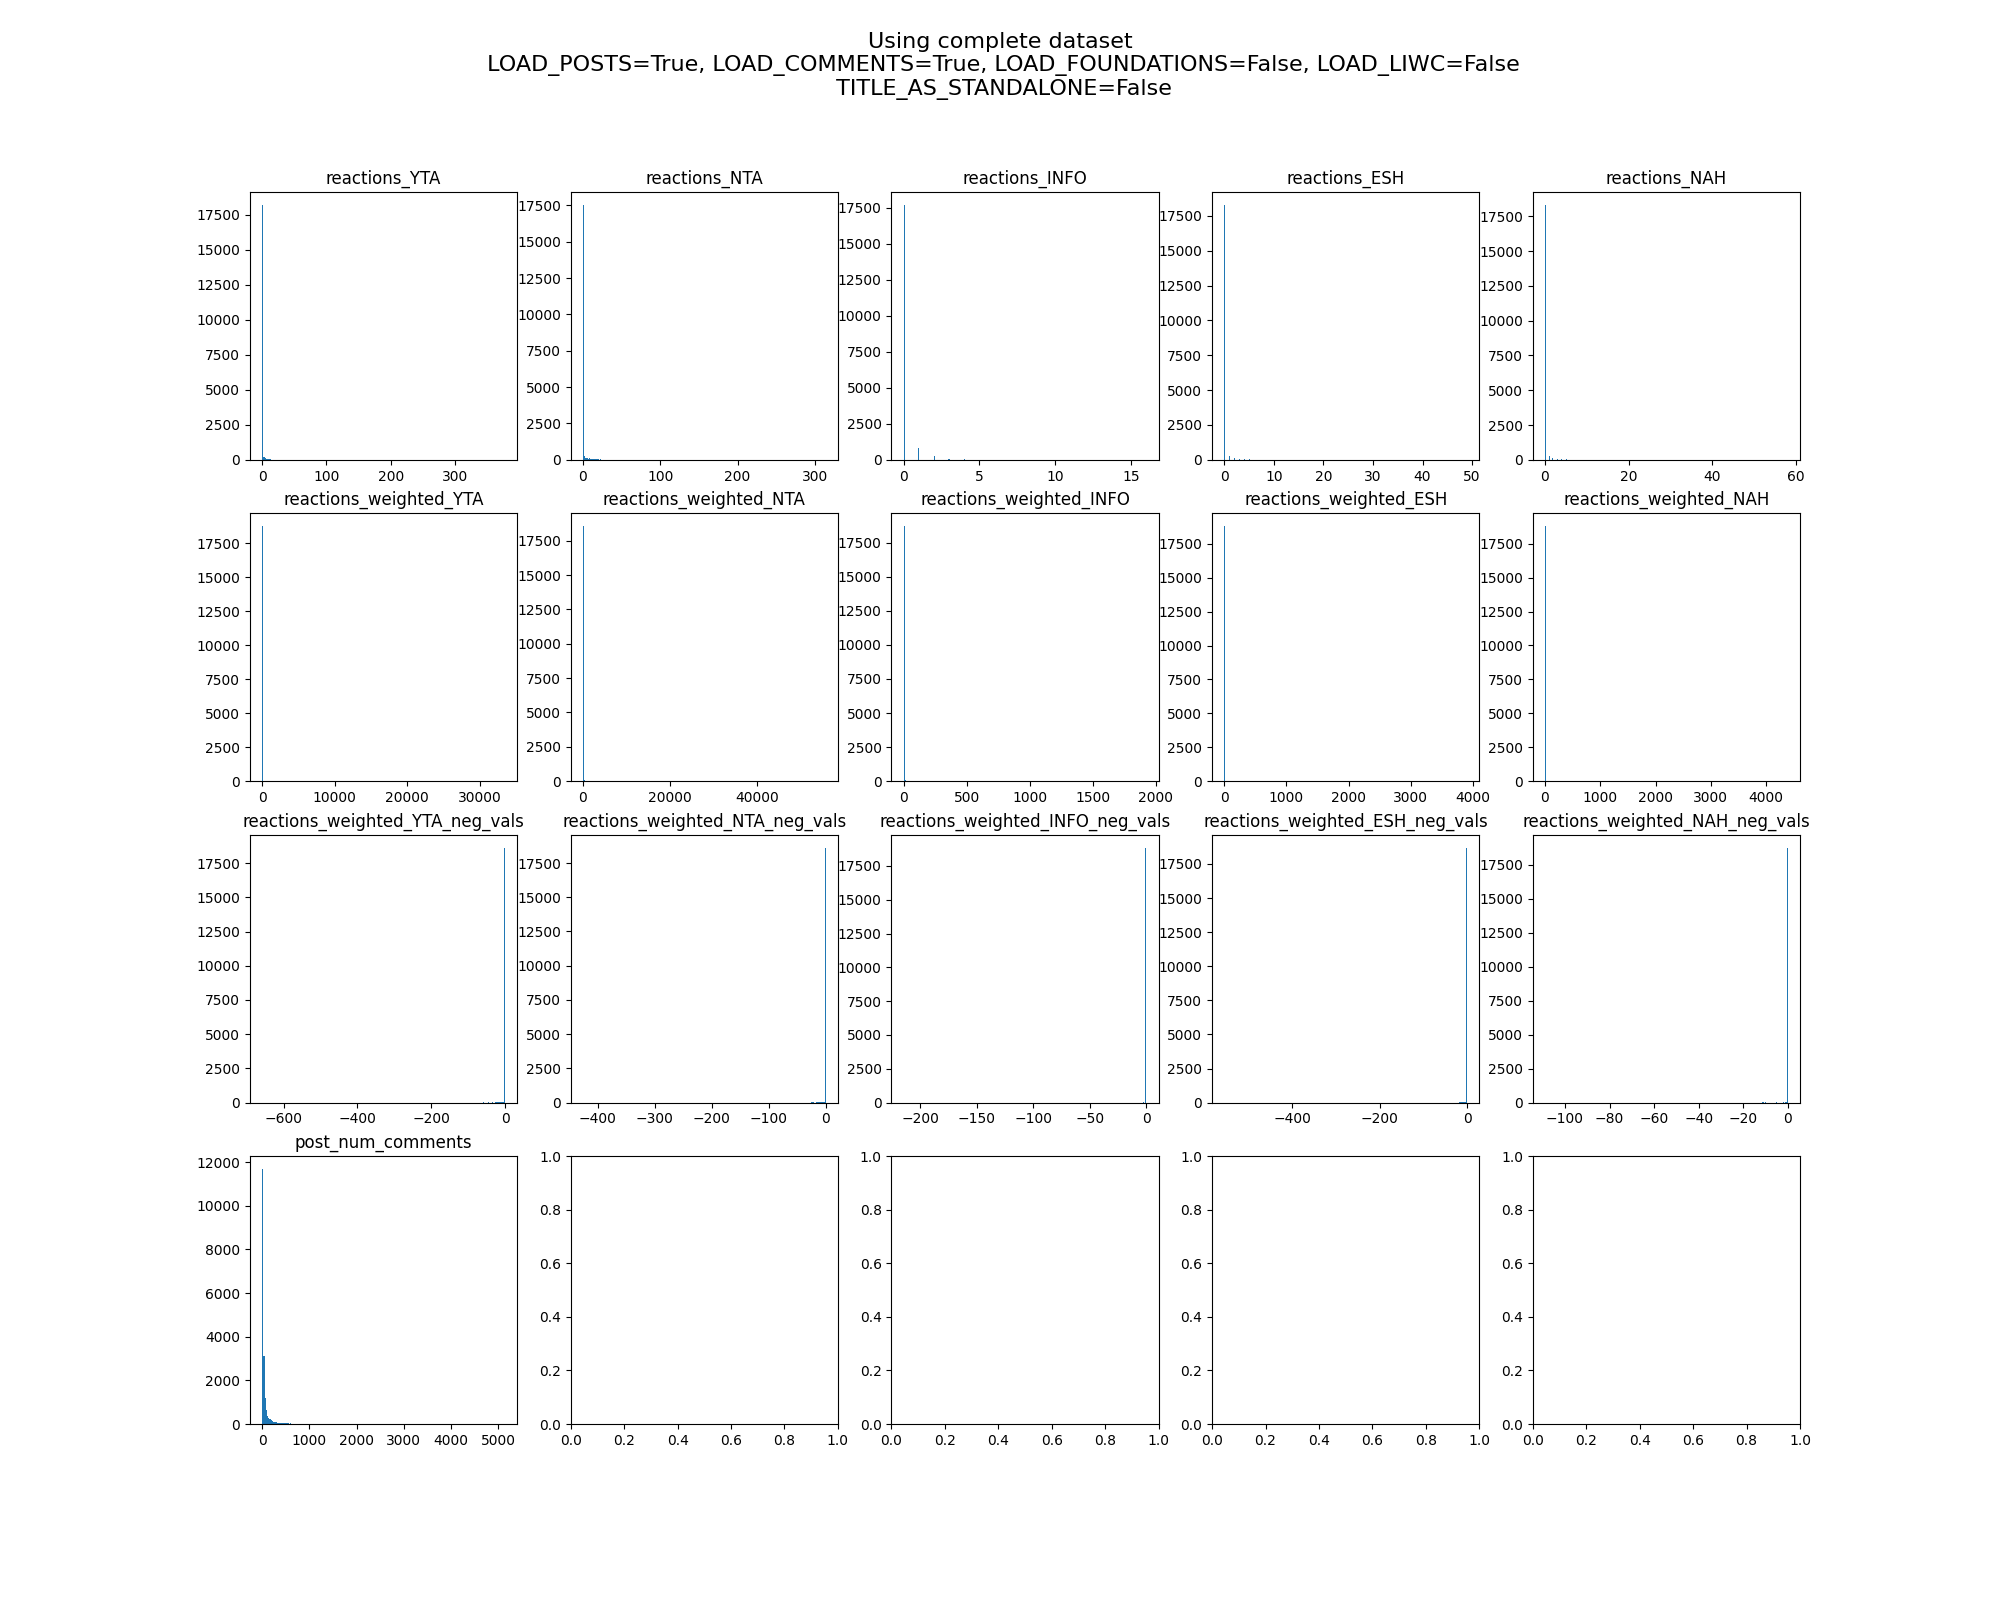 Using complete dataset
LOAD_POSTS=True, LOAD_COMMENTS=True, LOAD_FOUNDATIONS=False, LOAD_LIWC=False
TITLE_AS_STANDALONE=False
reactions_YTA reactions_NTA reactions_INFO reactions_ESH reactions_NAH
17500 17500 17500 17500 17500
15000 15000 15000 15000 15000
12500 12500 12500 12500 12500
10000 10000 10000 10000 10000
7500 7500 7500 7500 7500
5000 5000 5000 5000 5000
2500 2500 2500 2500 2500
0 0 0 0 0
0 100 200 300 0 100 200 300 0 5 10 15 0 10 20 30 40 50 0 20 40 60
reactions_weighted_YTA reactions_weighted_NTA reactions_weighted_INFO reactions_weighted_ESH reactions_weighted_NAH
17500 17500 17500 17500 17500
15000 15000 15000 15000 15000
12500 12500 12500 12500 12500
10000 10000 10000 10000 10000
7500 7500 7500 7500 7500
5000 5000 5000 5000 5000
2500 2500 2500 2500 2500
0 0 0 0 0
0 10000 20000 30000 0 20000 40000 0 500 1000 1500 2000 0 1000 2000 3000 4000 0 1000 2000 3000 4000
reactions_weighted_YTA_neg_vals reactions_weighted_NTA_neg_vals reactions_weighted_INFO_neg_vals reactions_weighted_ESH_neg_vals reactions_weighted_NAH_neg_vals
17500 17500 17500 17500 17500
15000 15000 15000 15000 15000
12500 12500 12500 12500 12500
10000 10000 10000 10000 10000
7500 7500 7500 7500 7500
5000 5000 5000 5000 5000
2500 2500 2500 2500 2500
0 0 0 0 0
−600 −400 −200 0 −400 −300 −200 −100 0 −200 −150 −100 −50 0 −400 −200 0 −100 −80 −60 −40 −20 0
post_num_comments
12000 1.0 1.0 1.0 1.0
10000 0.8 0.8 0.8 0.8
8000 0.6 0.6 0.6 0.6
6000
4000 0.4 0.4 0.4 0.4
2000 0.2 0.2 0.2 0.2
0 0.0 0.0 0.0 0.0
0 1000 2000 3000 4000 5000 0.0 0.2 0.4 0.6 0.8 1.0 0.0 0.2 0.4 0.6 0.8 1.0 0.0 0.2 0.4 0.6 0.8 1.0 0.0 0.2 0.4 0.6 0.8 1.0